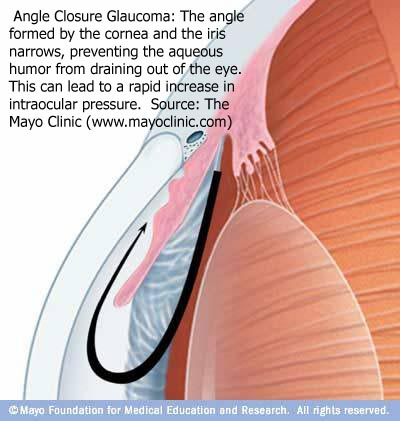 Angle Closure Glaucoma: The angle
formed by the cornea and the iris
narrows, preventing the aqueous
humor from draining out of the eye.
This can lead to a rapid increase in
intraocular pressure.  Source: The
Mayo Clinic (www.mayoclinic.com)
© Mayo Foundation for Medical Education and Research.  All rights reserved.